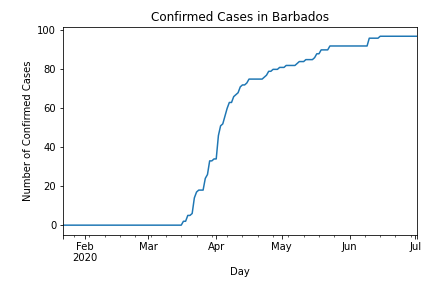 Confirmed Cases in Barbados
100
80
60
40
20
0
Number of Confirmed Cases
Feb Mar Apr May Jun Jul
2020
Day